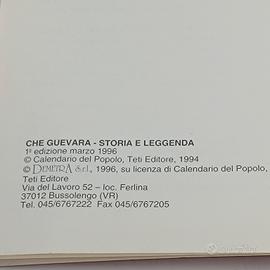 CHE GUEVARA - STORIA E LEGGENDA
1ª edizione marzo 1996
© Calendario del Popolo, Teti Editore, 1994
© DEMETRA S.r.l., 1996, su licenza di Calendario del Popolo,
Teti Editore
Via del Lavoro 52 – loc. Ferlina
37012 Bussolengo (VR)
Tel. 045/6767222 Fax 045/6767205